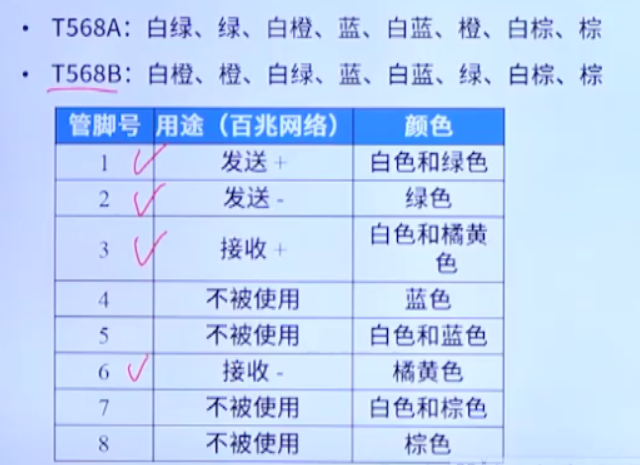 • T568A：白绿、绿、白橙、蓝、白蓝、橙、白棕、棕
• T568B：白橙、橙、白绿、蓝、白蓝、绿、白棕、棕
管脚号 用途（百兆网络） 颜色
1 发送 + 白色和绿色
2 发送 - 绿色
3 接收 + 白色和橘黄
色
4 不被使用 蓝色
5 不被使用 白色和蓝色
6 接收 - 橘黄色
7 不被使用 白色和棕色
8 不被使用 棕色